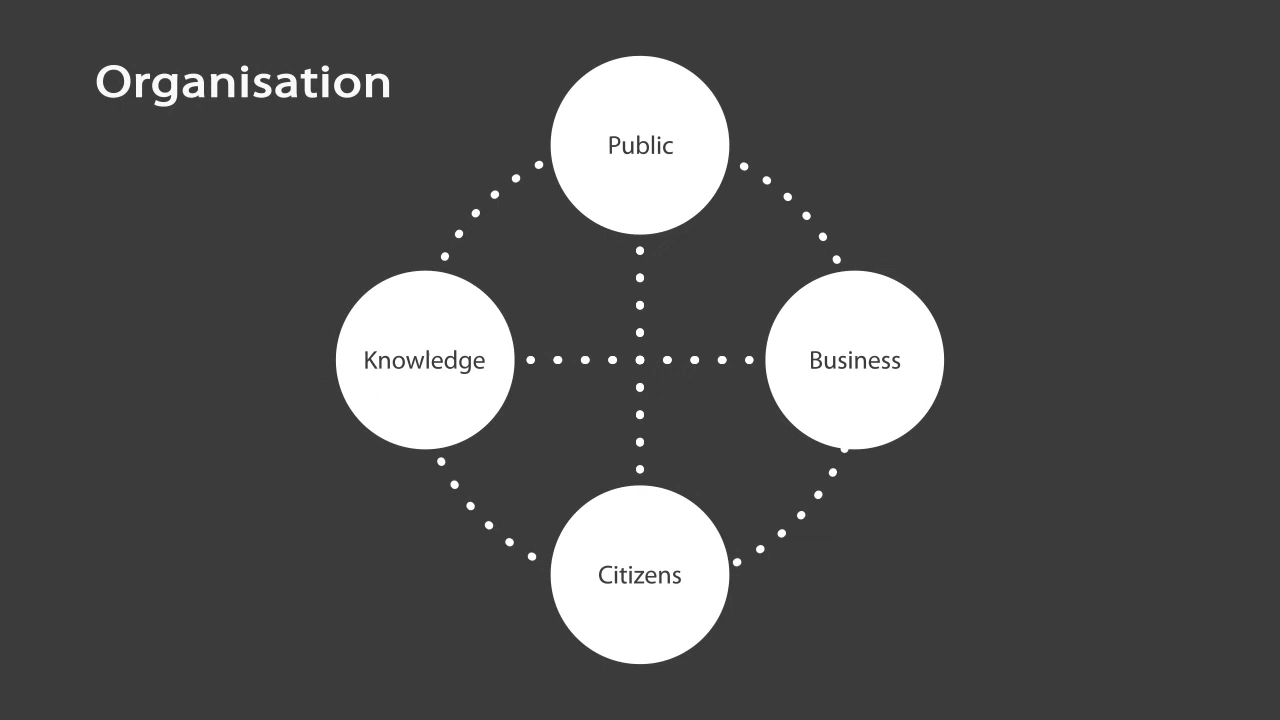 Organisation
Public
Knowledge
Business
Citizens